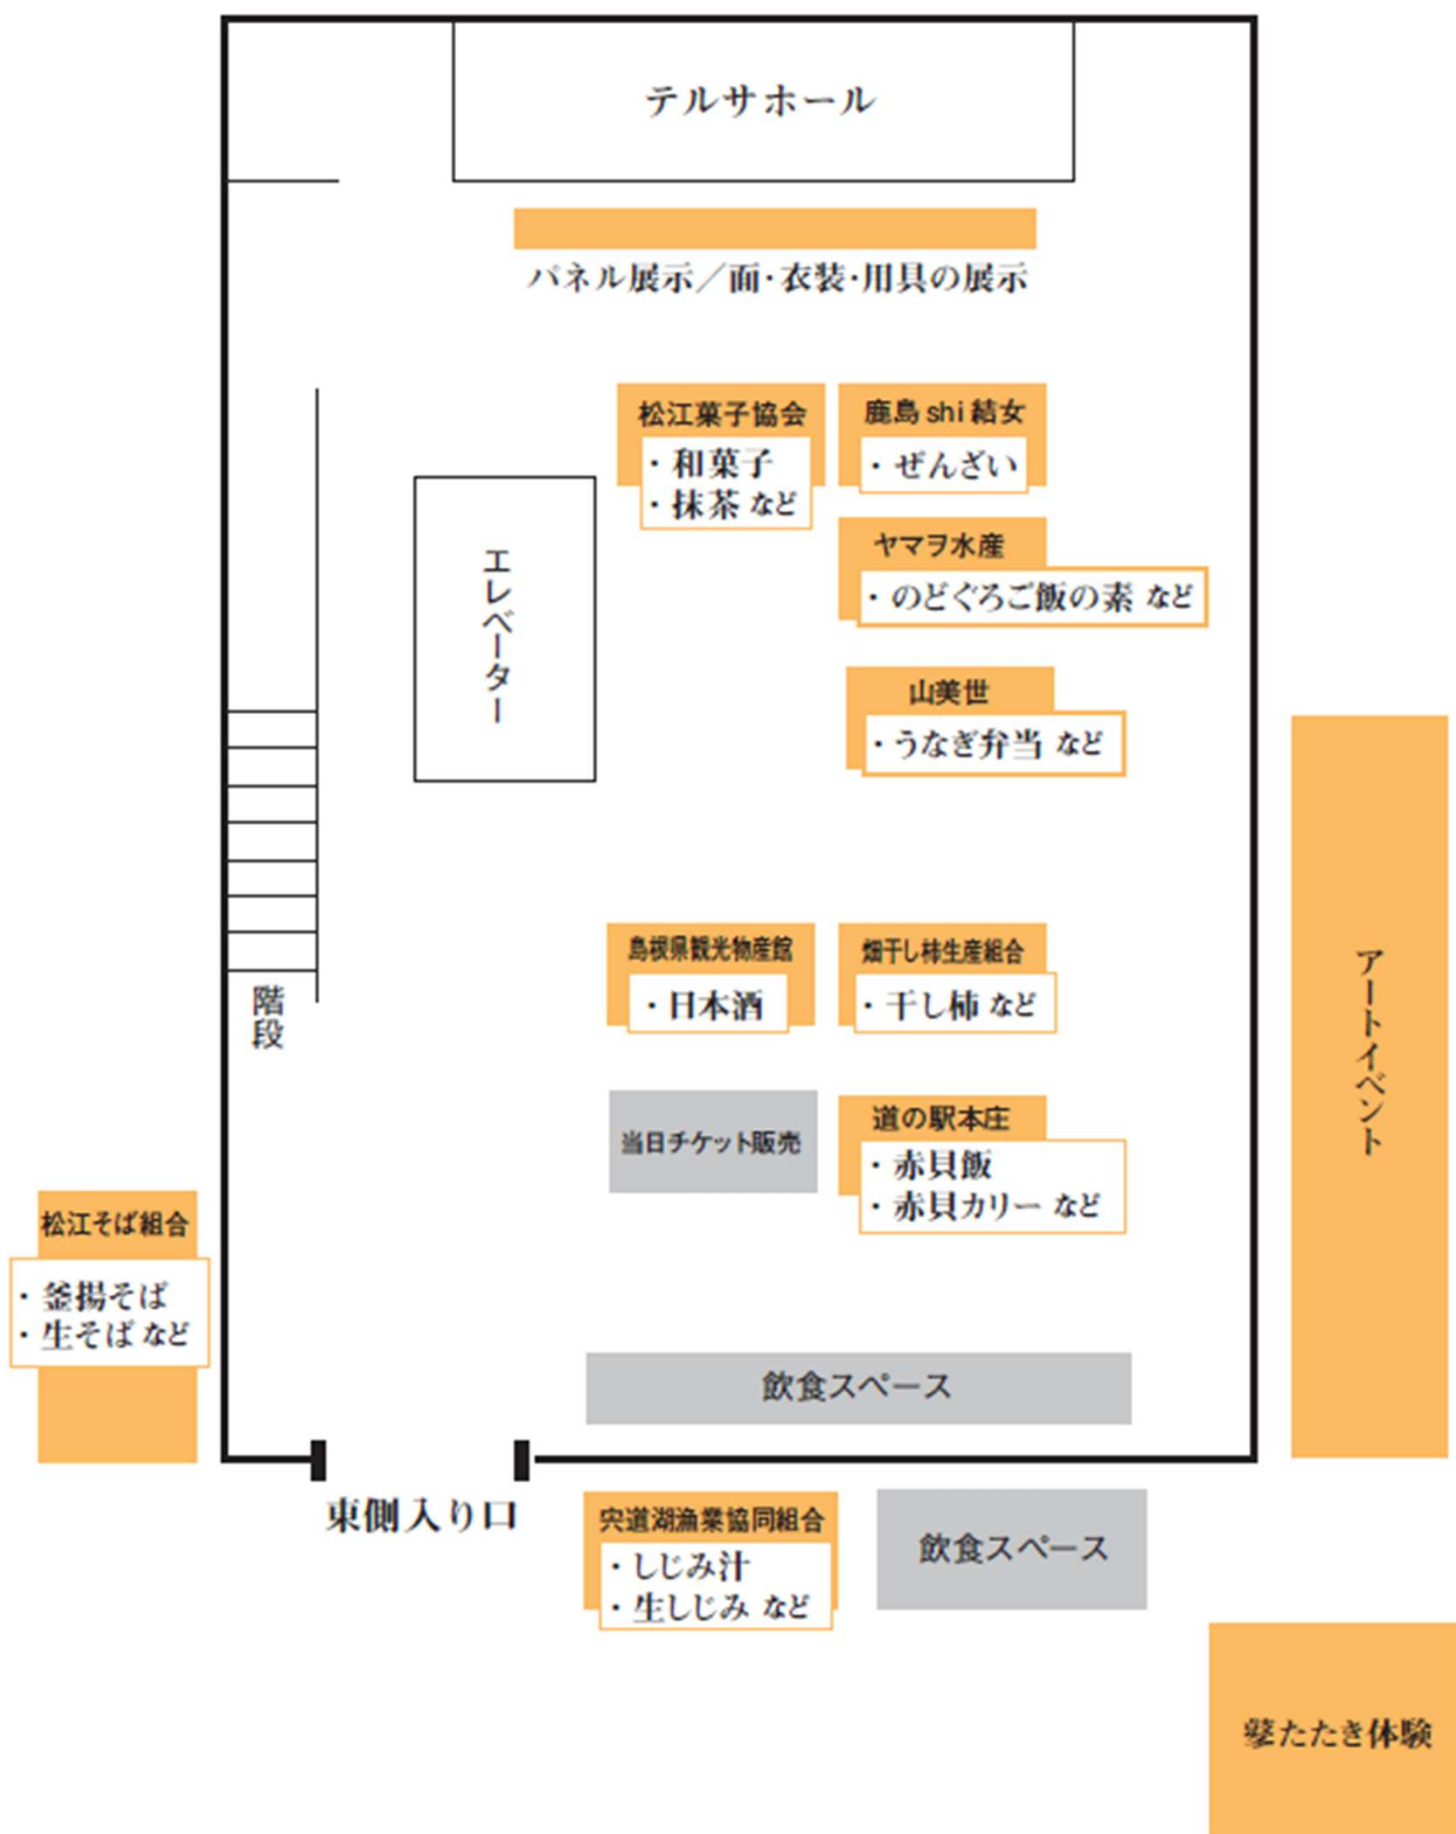 テルサホール
パネル展示／面・衣装・用具の展示
松江菓子協会
・和菓子
・抹茶 など
鹿島 shi 結女
・ぜんざい
ヤマヲ水産
・のどぐろご飯の素 など
エレベーター
山美世
・うなぎ弁当 など
アートイベント
島根県観光物産館
・日本酒
畑干し柿生産組合
・干し柿 など
階段
当日チケット販売
道の駅本庄
・赤貝飯
・赤貝カリー など
松江そば組合
・釜揚そば
・生そば など
飲食スペース
東側入り口
宍道湖漁業協同組合
・しじみ汁
・生しじみ など
飲食スペース
鼕たたき体験